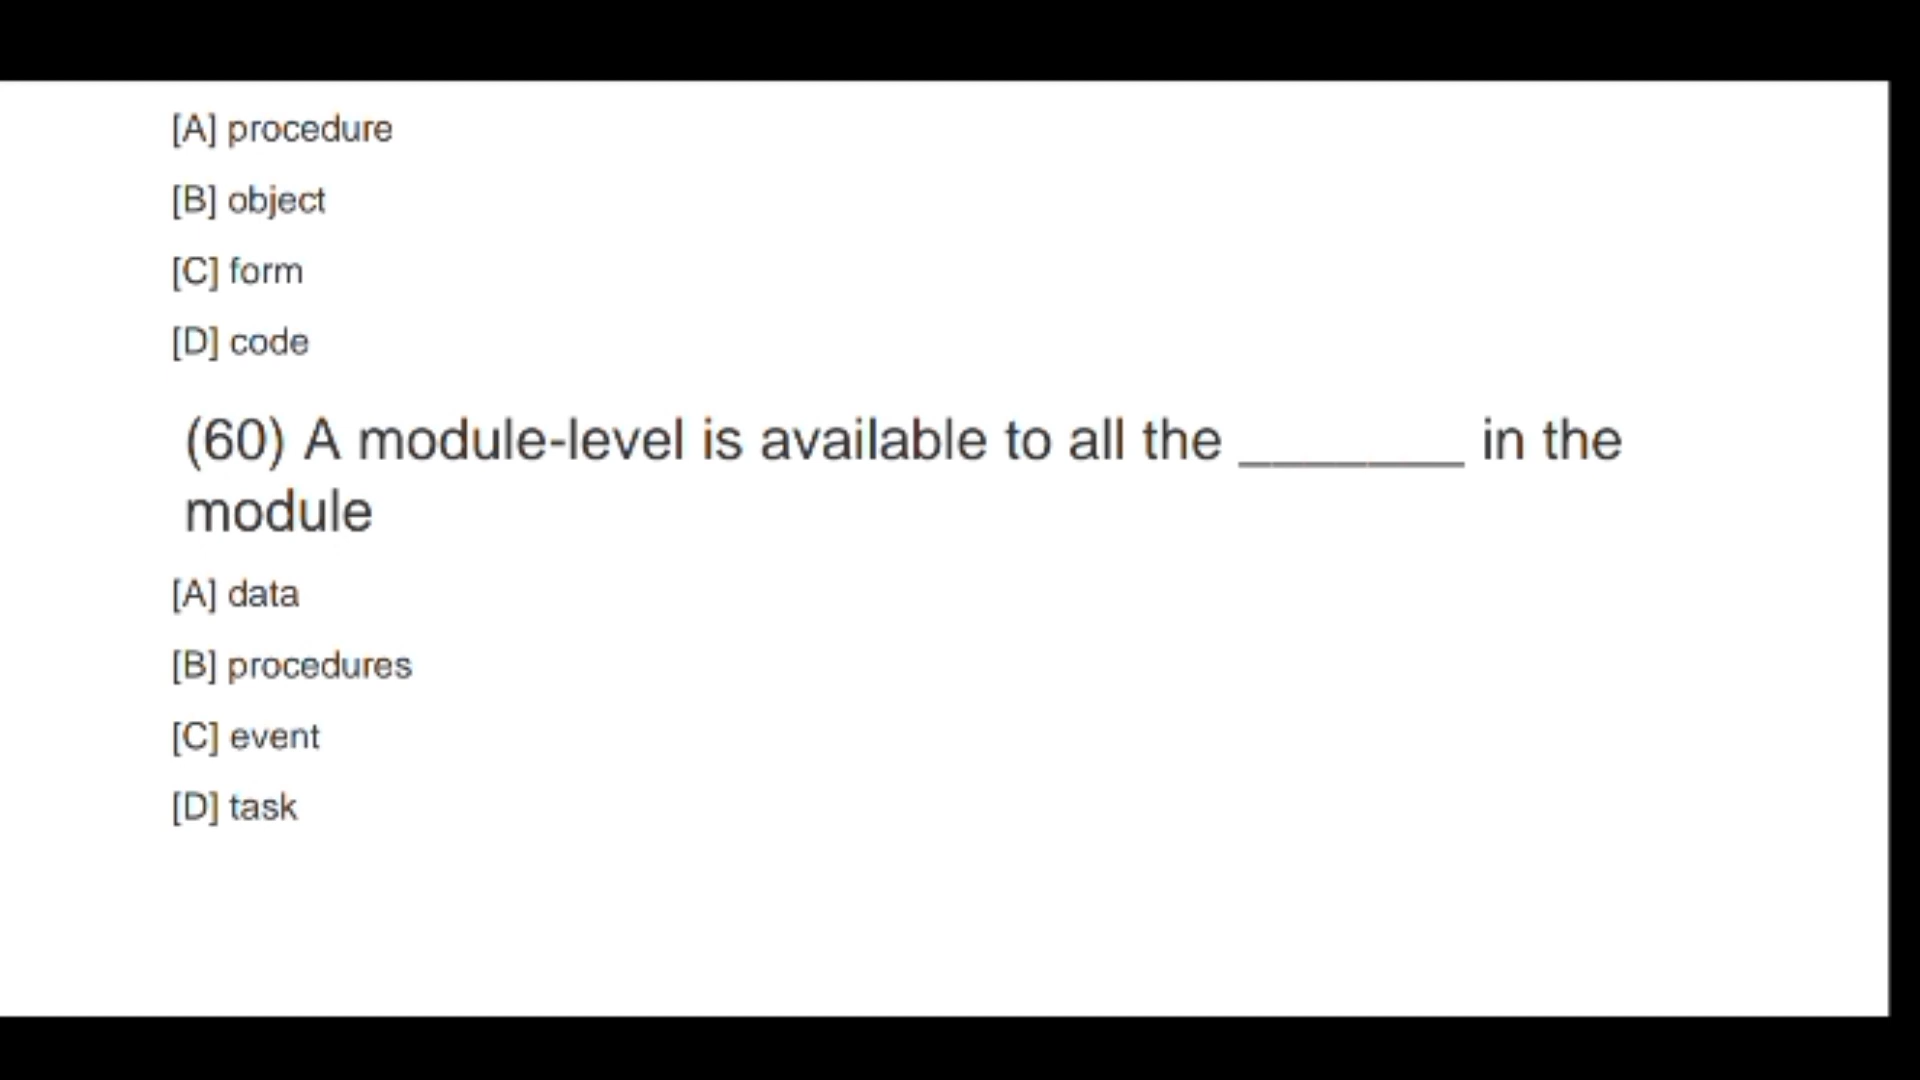 [A] procedure
[B] object
[C] form
[D] code
(60) A module-level is available to all the _______ in the
module
[A] data
[B] procedures
[C] event
[D] task